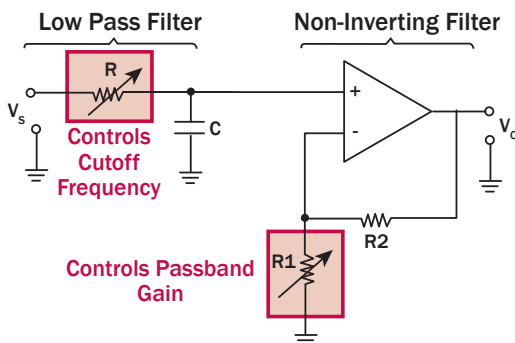 Low Pass Filter
Non-Inverting Filter
R
+
Vs
C
-
Vo
Controls
Cutoff
Frequency
R2
R1
Controls Passband
Gain